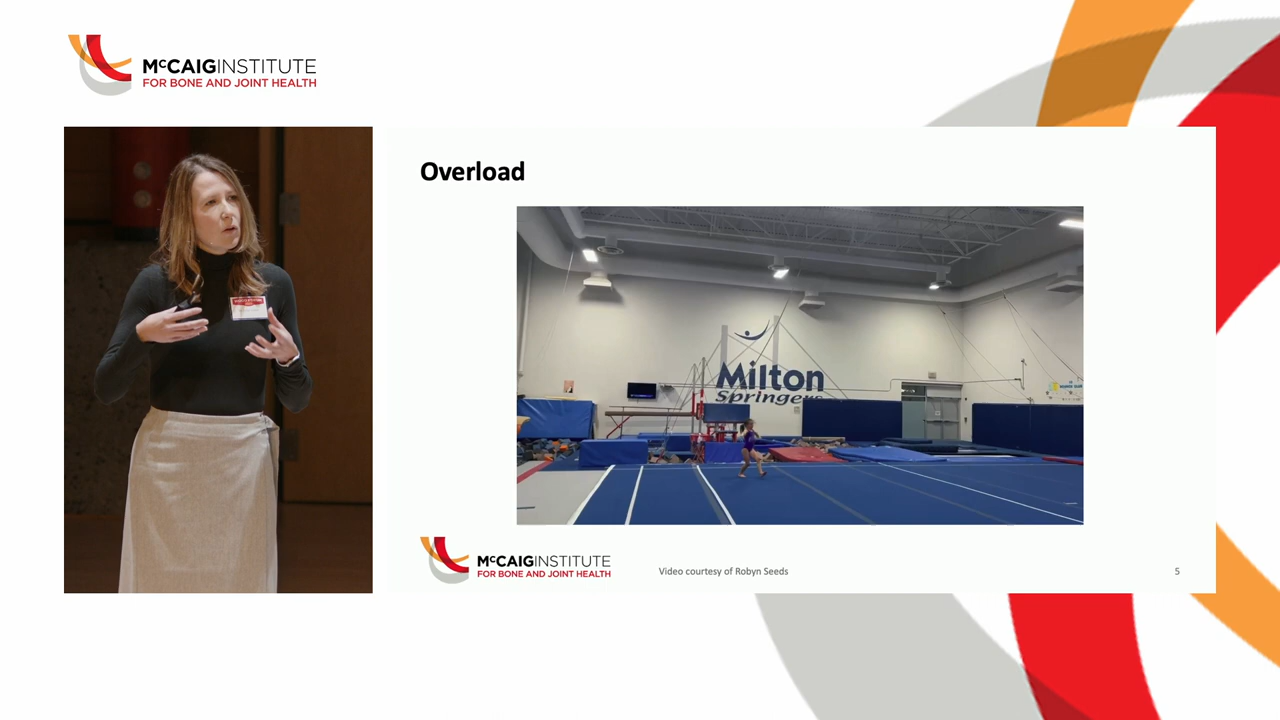 McCAIGINSTITUTE
FOR BONE AND JOINT HEALTH
Overload
Milton
Springers
McCAIGINSTITUTE
FOR BONE AND JOINT HEALTH
Video courtesy of Robyn Seeds
5